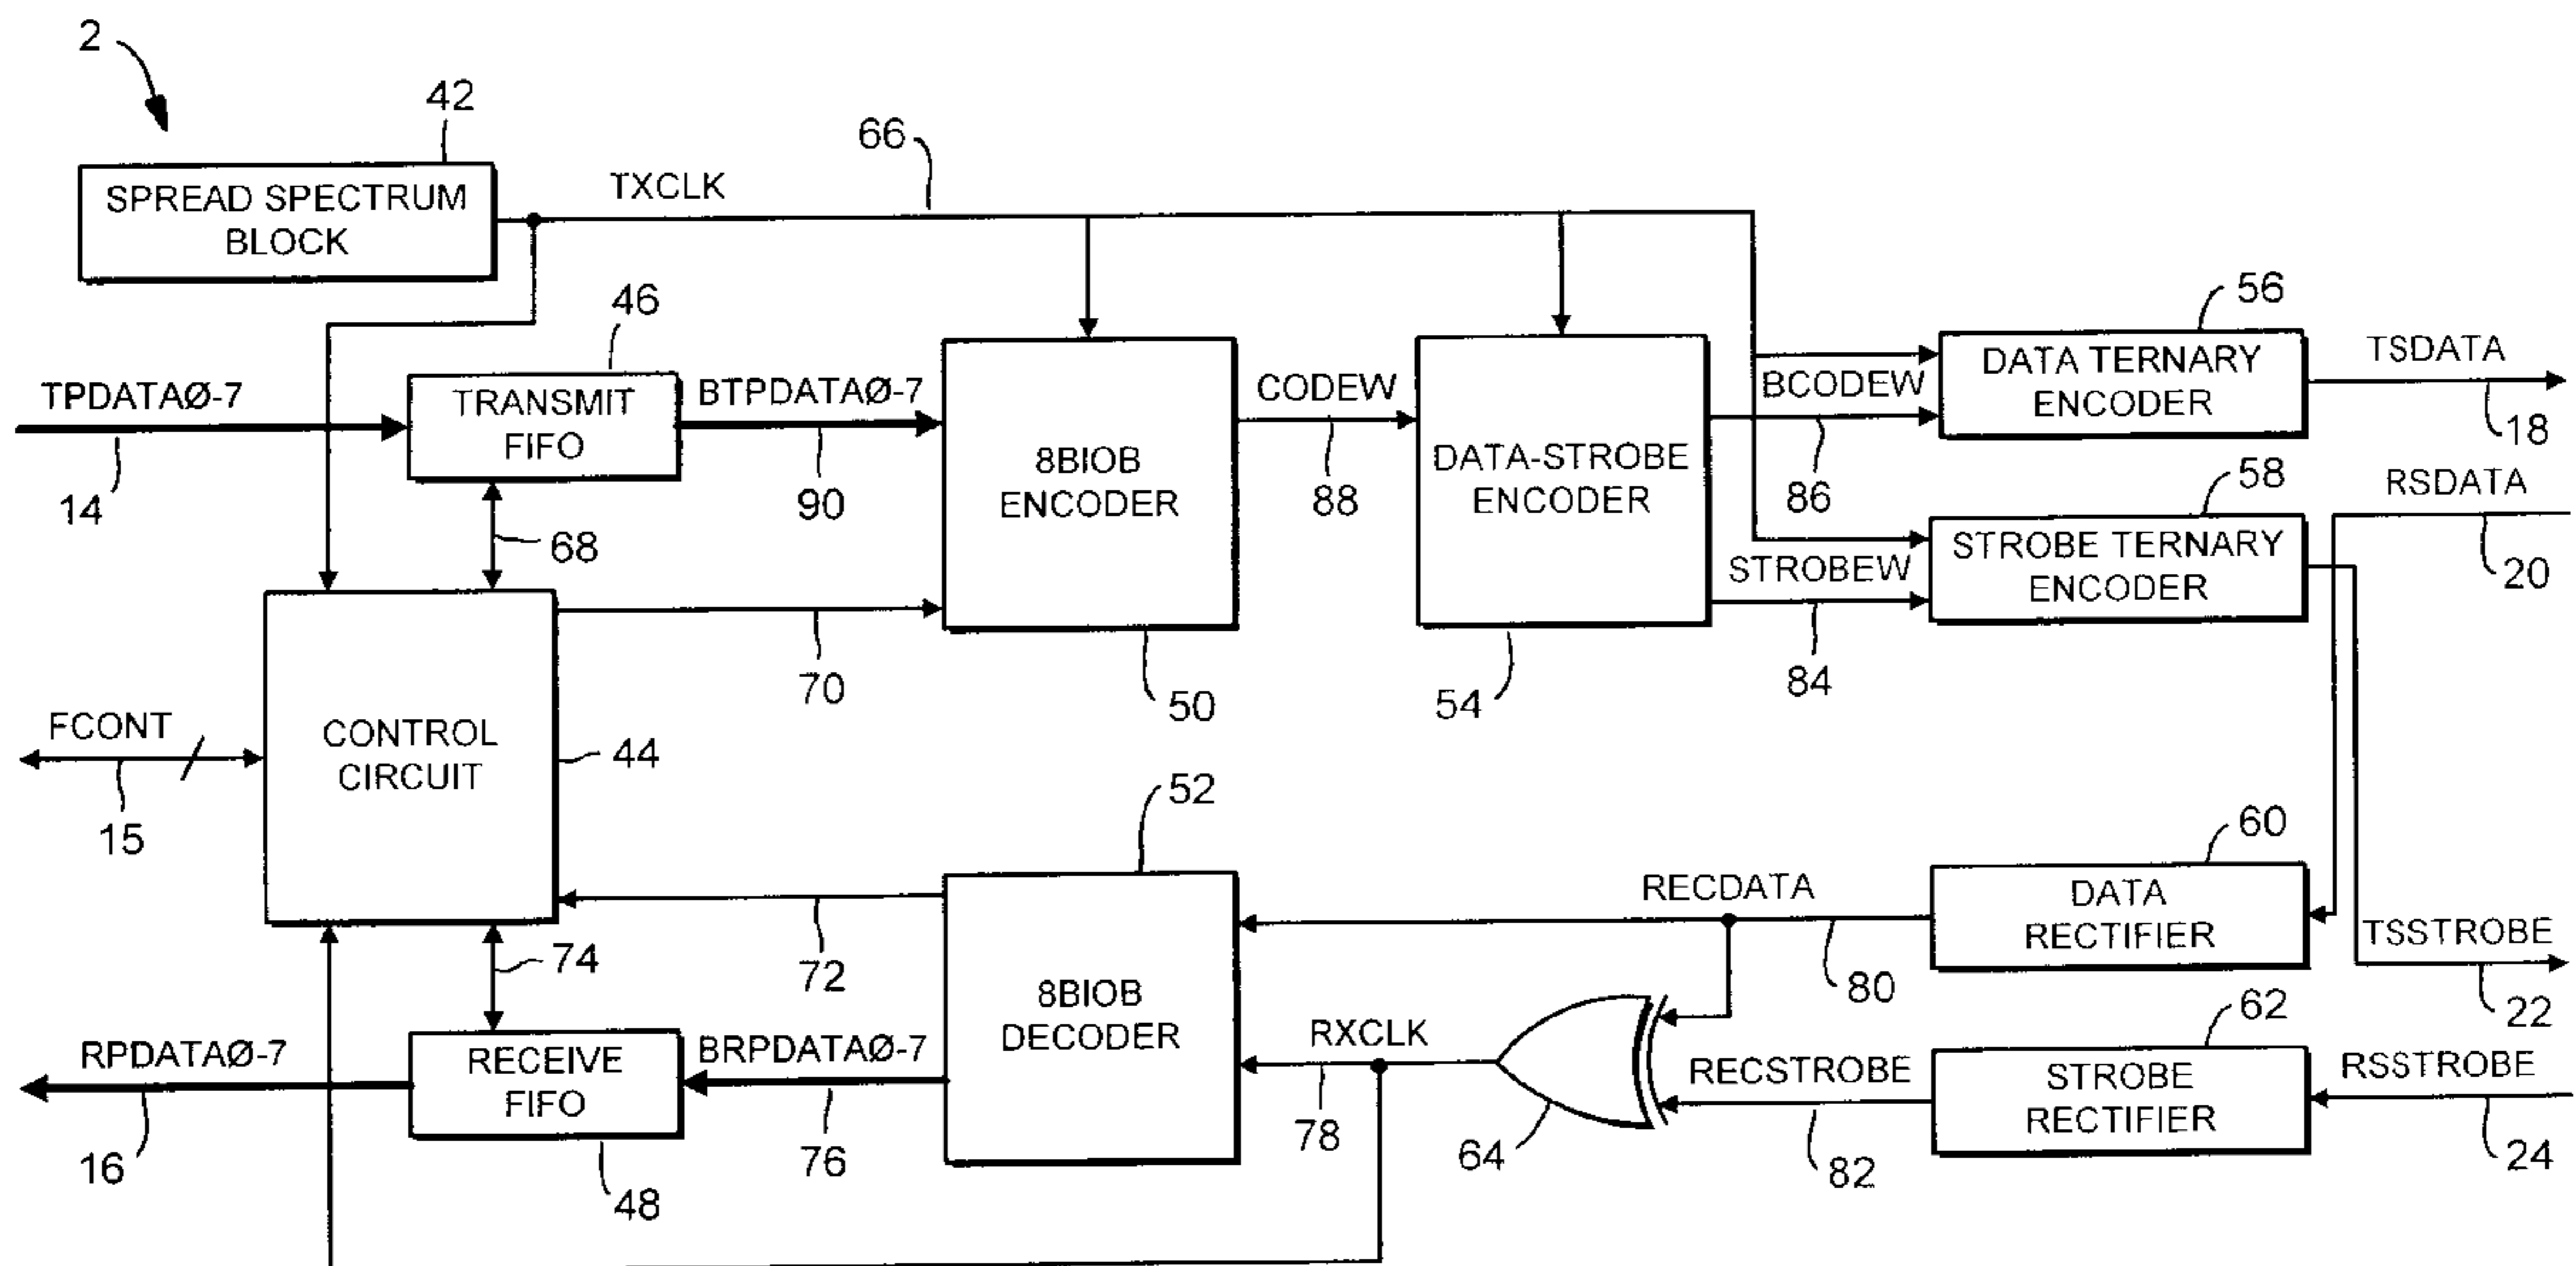 2
42
SPREAD SPECTRUM
BLOCK
TXCLK
66
46
56
TPDATAØ-7
14
TRANSMIT
FIFO
BTPDATAØ-7
90
8BIOB
ENCODER
CODEW
88
DATA-STROBE
ENCODER
BCODEW
86
DATA TERNARY
ENCODER
TSDATA
18
58
RSDATA
20
68
70
50
54
STROBEW
84
STROBE TERNARY
ENCODER
FCONT
15
CONTROL
CIRCUIT
44
52
60
RECDATA
80
DATA
RECTIFIER
TSSTROBE
22
72
74
8BIOB
DECODER
RPDATAØ-7
16
RECEIVE
FIFO
48
BRPDATAØ-7
76
RXCLK
78
64
RECSTROBE
82
62
STROBE
RECTIFIER
RSSTROBE
24